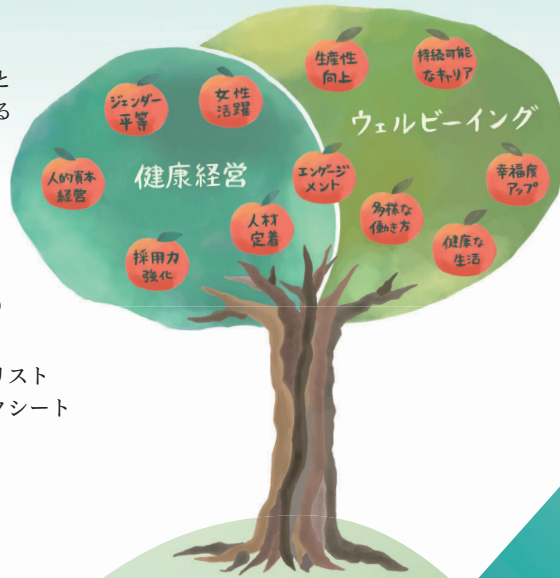 と
る
リスト
クシート
健康経営
ジェンダー
平等
女性
活躍
人的資本
経営
人材
定着
採用力
強化
エンゲージ
メント
ウェルビーイング
生産性
向上
持続可能
なキャリア
多様な
働き方
幸福度
アップ
健康な
生活